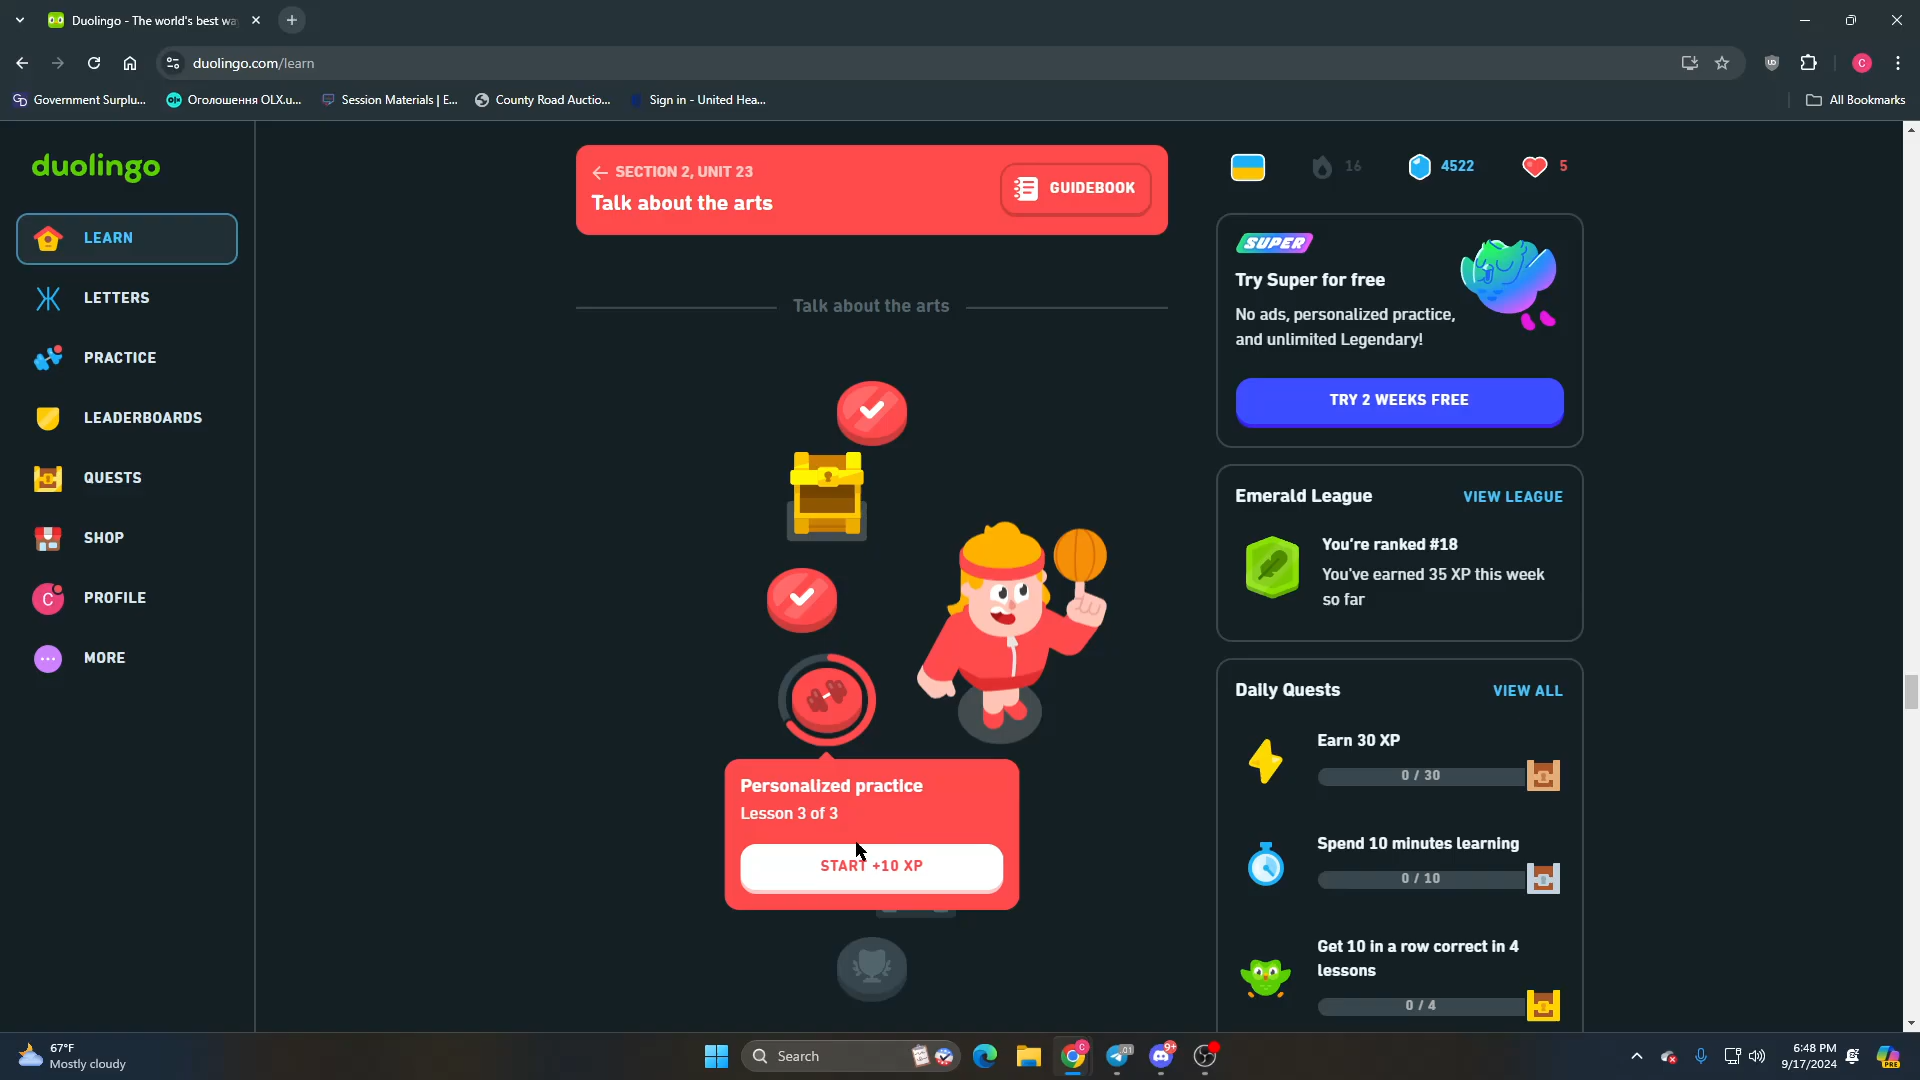 Duolingo - The world's best wa
duolingo.com/learn
Government Surplu...
Оголошення OLX.u...
Session Materials | E...
County Road Auctio...
Sign in - United Hea...
All Bookmarks
duolingo
LEARN
LETTERS
PRACTICE
LEADERBOARDS
QUESTS
SHOP
PROFILE
MORE
SECTION 2, UNIT 23
Talk about the arts
GUIDEBOOK
Talk about the arts
Personalized practice
Lesson 3 of 3
START +10 XP
16
4522
5
SUPER
Try Super for free
No ads, personalized practice,
and unlimited Legendary!
TRY 2 WEEKS FREE
Emerald League
VIEW LEAGUE
You're ranked #18
You've earned 35 XP this week
so far
Daily Quests
VIEW ALL
Earn 30 XP
0 / 30
Spend 10 minutes learning
0 / 10
Get 10 in a row correct in 4
lessons
0 / 4
67°F
Mostly cloudy
Search
.01
9+
6:48 PM
9/17/2024
PRE